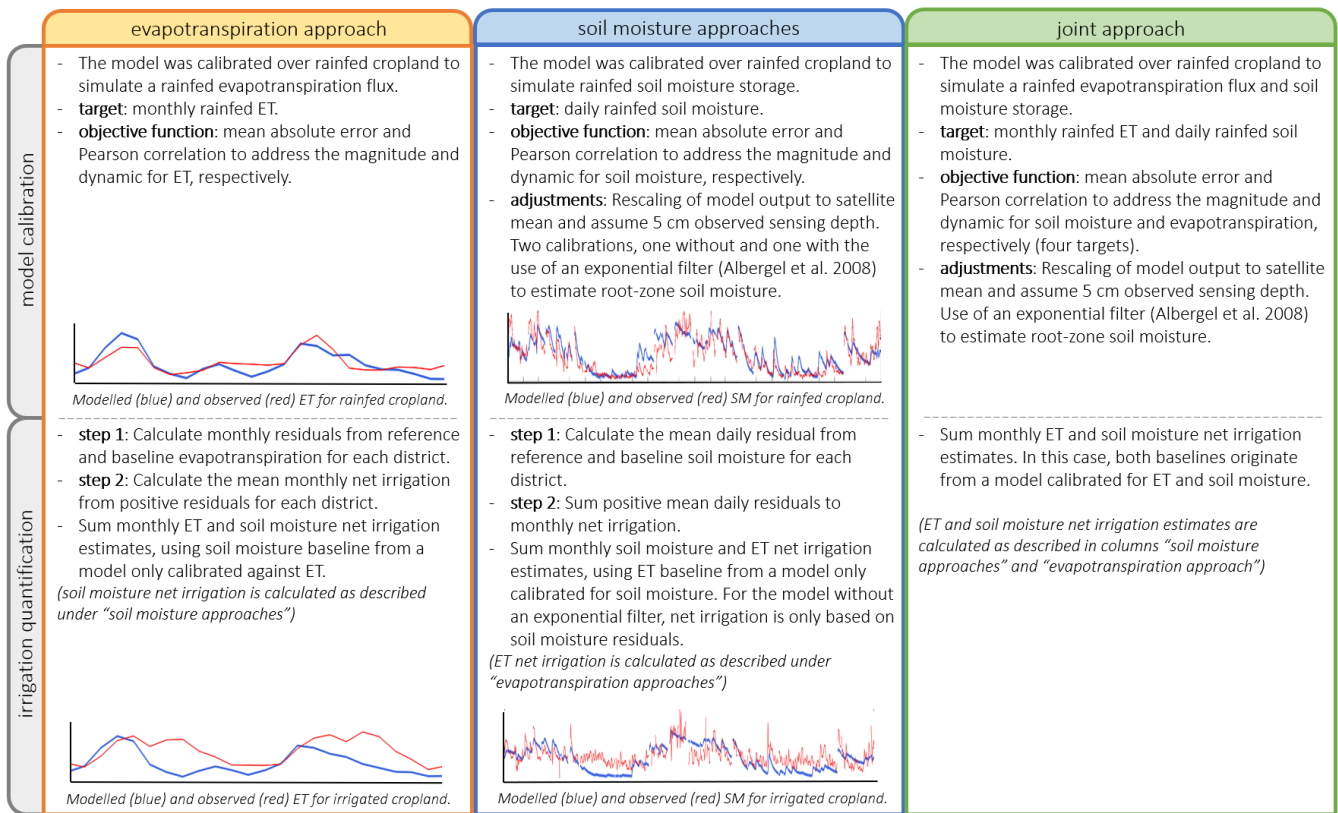 evapotranspiration approach
soil moisture approaches
joint approach
model calibration
- The model was calibrated over rainfed cropland to
simulate a rainfed evapotranspiration flux.
- target: monthly rainfed ET.
- objective function: mean absolute error and
Pearson correlation to address the magnitude and
dynamic for ET, respectively.
Modelled (blue) and observed (red) ET for rainfed cropland.
- The model was calibrated over rainfed cropland to
simulate rainfed soil moisture storage.
- target: daily rainfed soil moisture.
- objective function: mean absolute error and
Pearson correlation to address the magnitude and
dynamic for soil moisture, respectively.
- adjustments: Rescaling of model output to satellite
mean and assume 5 cm observed sensing depth.
Two calibrations, one without and one with the
use of an exponential filter (Albergel et al. 2008)
to estimate root-zone soil moisture.
Modelled (blue) and observed (red) SM for rainfed cropland.
- The model was calibrated over rainfed cropland to
simulate a rainfed evapotranspiration flux and soil
moisture storage.
- target: monthly rainfed ET and daily rainfed soil
moisture.
- objective function: mean absolute error and
Pearson correlation to address the magnitude and
dynamic for soil moisture and evapotranspiration,
respectively (four targets).
- adjustments: Rescaling of model output to satellite
mean and assume 5 cm observed sensing depth.
Use of an exponential filter (Albergel et al. 2008)
to estimate root-zone soil moisture.
irrigation quantification
- step 1: Calculate monthly residuals from reference
and baseline evapotranspiration for each district.
- step 2: Calculate the mean monthly net irrigation
from positive residuals for each district.
- Sum monthly ET and soil moisture net irrigation
estimates, using soil moisture baseline from a
model only calibrated against ET.
(soil moisture net irrigation is calculated as described
under “soil moisture approaches”)
Modelled (blue) and observed (red) ET for irrigated cropland.
- step 1: Calculate the mean daily residual from
reference and baseline soil moisture for each
district.
- step 2: Sum positive mean daily residuals to
monthly net irrigation.
- Sum monthly soil moisture and ET net irrigation
estimates, using ET baseline from a model only
calibrated for soil moisture. For the model without
an exponential filter, net irrigation is only based on
soil moisture residuals.
(ET net irrigation is calculated as described under
“evapotranspiration approaches”)
Modelled (blue) and observed (red) SM for irrigated cropland.
- Sum monthly ET and soil moisture net irrigation
estimates. In this case, both baselines originate
from a model calibrated for ET and soil moisture.
(ET and soil moisture net irrigation estimates are
calculated as described in columns “soil moisture
approaches” and “evapotranspiration approach”)